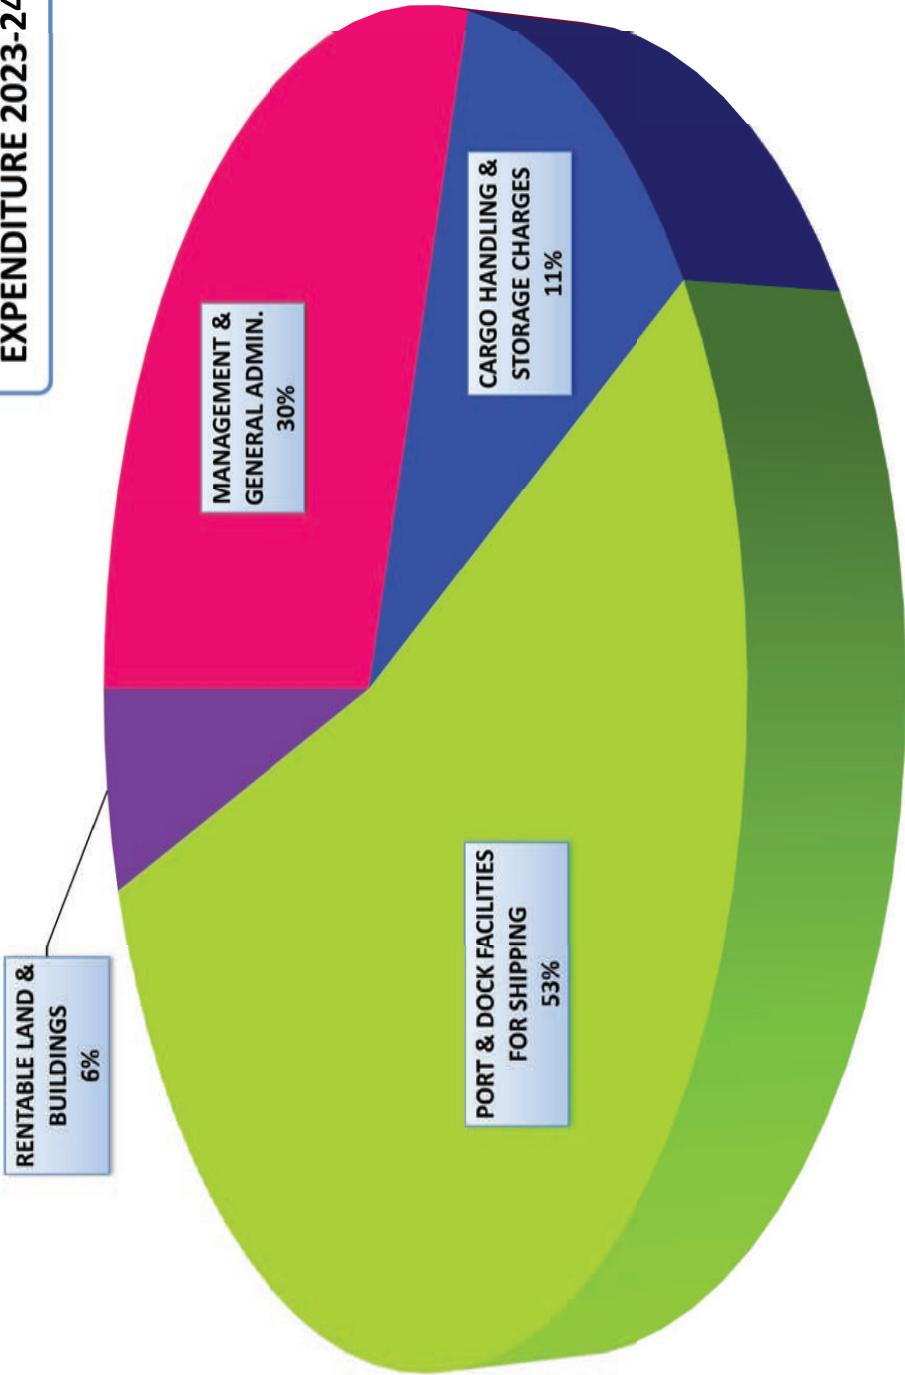 EXPENDITURE 2023-24
RENTABLE LAND &
BUILDINGS
6%
MANAGEMENT &
GENERAL ADMIN.
30%
CARGO HANDLING &
STORAGE CHARGES
11%
PORT & DOCK FACILITIES
FOR SHIPPING
53%